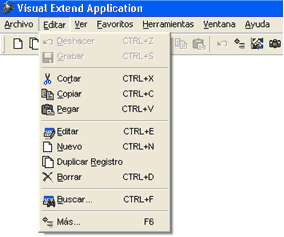 Visual Extend Application
Archivo Editar Ver Favoritos Herramientas Ventana Ayuda
Deshacer CTRL+Z
Grabar CTRL+S
Cortar CTRL+X
Copiar CTRL+C
Pegar CTRL+V
Editar CTRL+E
Nuevo CTRL+N
Duplicar Registro
Borrar CTRL+D
Buscar... CTRL+F
Más... F6